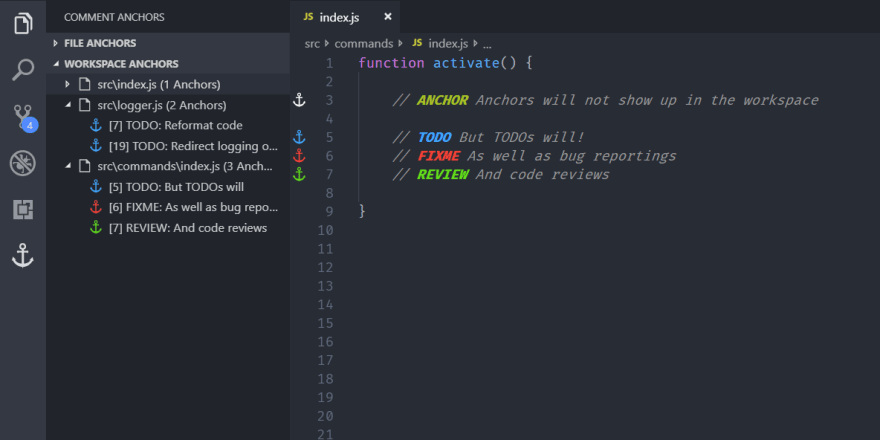 COMMENT ANCHORS
FILE ANCHORS
WORKSPACE ANCHORS
src\index.js (1 Anchors)
src\logger.js (2 Anchors)
[7] TODO: Reformat code
[19] TODO: Redirect logging o...
src\commands\index.js (3 Anch...
[5] TODO: But TODOs will
[6] FIXME: As well as bug repo...
[7] REVIEW: And code reviews
4
JS index.js ×
src commands JS index.js ...
1 function activate() {
2
3 // ANCHOR Anchors will not show up in the workspace
4
5 // TODO But TODOs will!
6 // FIXME As well as bug reportings
7 // REVIEW And code reviews
8
9 }
10
11
12
13
14
15
16
17
18
19
20
21